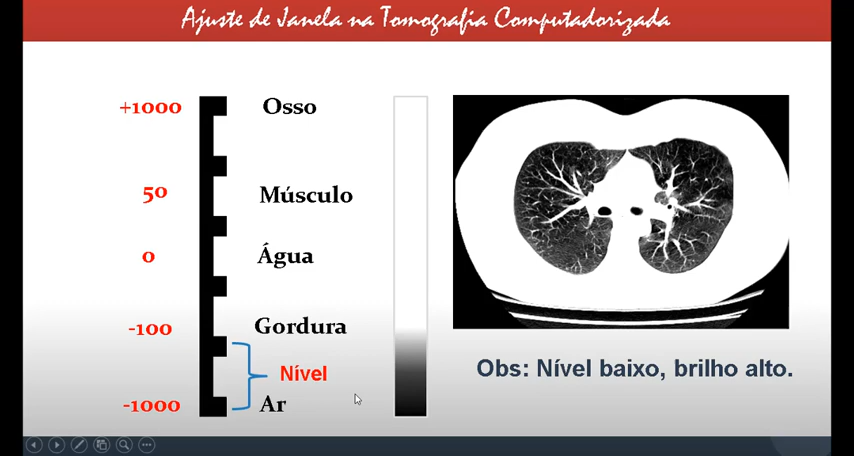 Ajuste de Janela na Tomografia Computadorizada
+1000 Osso
50 Músculo
0 Água
-100 Gordura
Nível
-1000 Ar
Obs: Nível baixo, brilho alto.